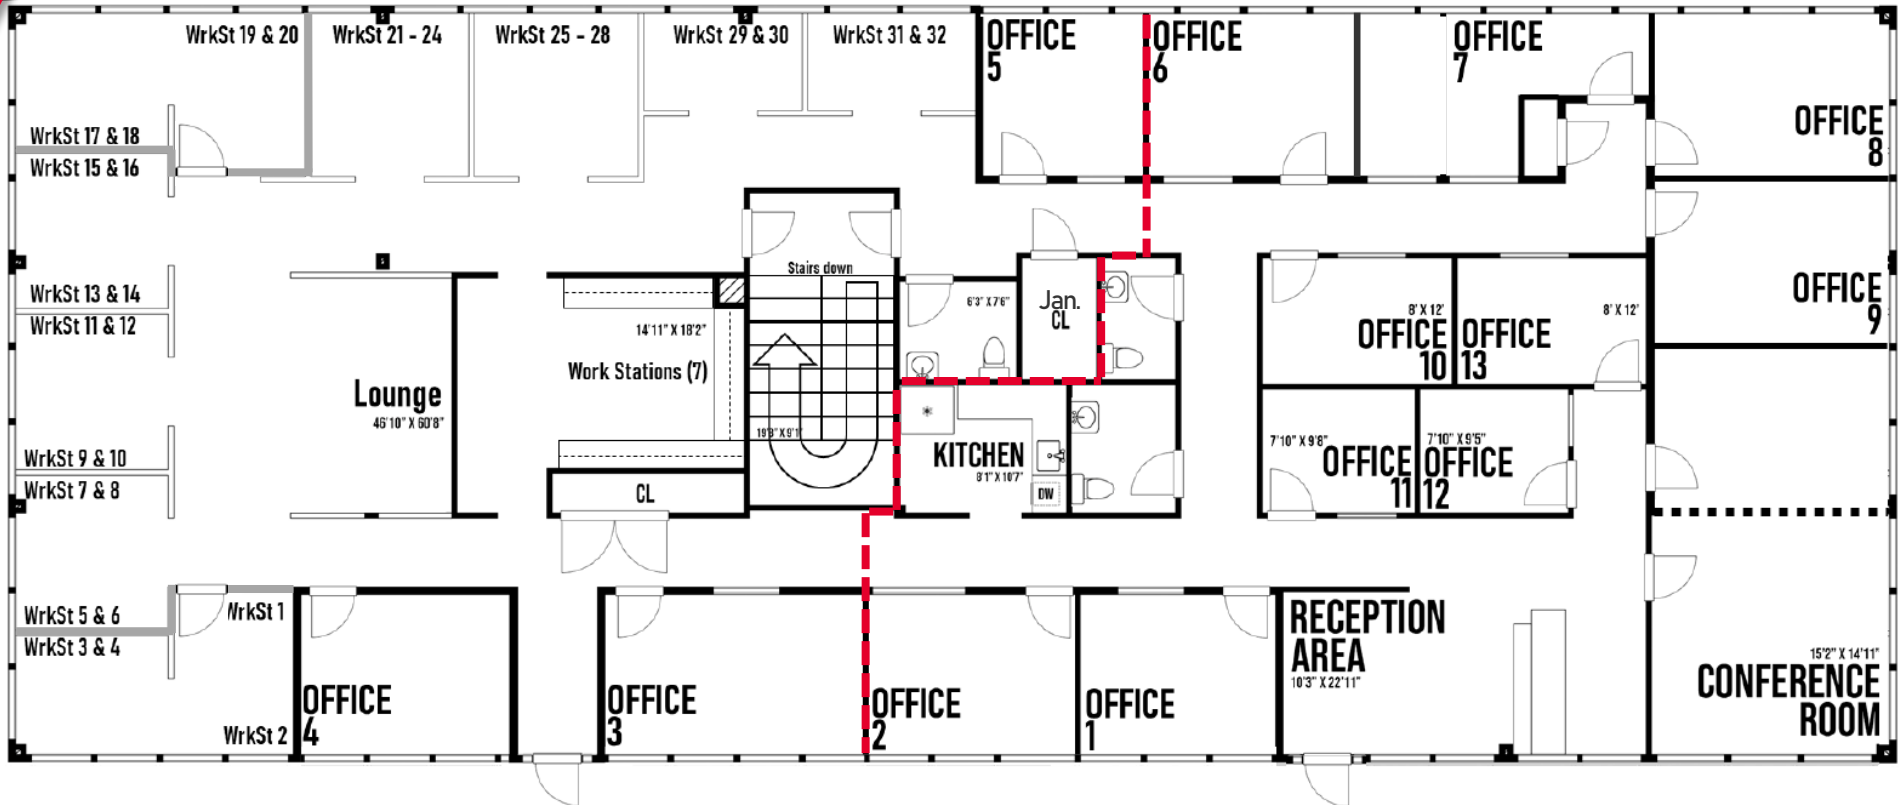 WrkSt 19 & 20
WrkSt 21 - 24
WrkSt 25 - 28
WrkSt 29 & 30
WrkSt 31 & 32
OFFICE
5
OFFICE
6
OFFICE
7
OFFICE
8
WrkSt 17 & 18
WrkSt 15 & 16
Stairs down
WrkSt 13 & 14
WrkSt 11 & 12
14'11" X 18'2"
Work Stations (7)
Lounge
46'10" X 60'8"
19'8" X 9'1"
6'3" X 7'6"
Jan.
CL
8' X 12'
OFFICE
10
8' X 12'
OFFICE
13
OFFICE
9
WrkSt 9 & 10
WrkSt 7 & 8
CL
KITCHEN
8'1" X 10'7"
DW
7'10" X 9'8"
OFFICE
11
7'10" X 9'5"
OFFICE
12
WrkSt 5 & 6
WrkSt 3 & 4
WrkSt 1
WrkSt 2
OFFICE
4
OFFICE
3
OFFICE
2
OFFICE
1
RECEPTION
AREA
10'3" X 22'11"
15'2" X 14'11"
CONFERENCE
ROOM